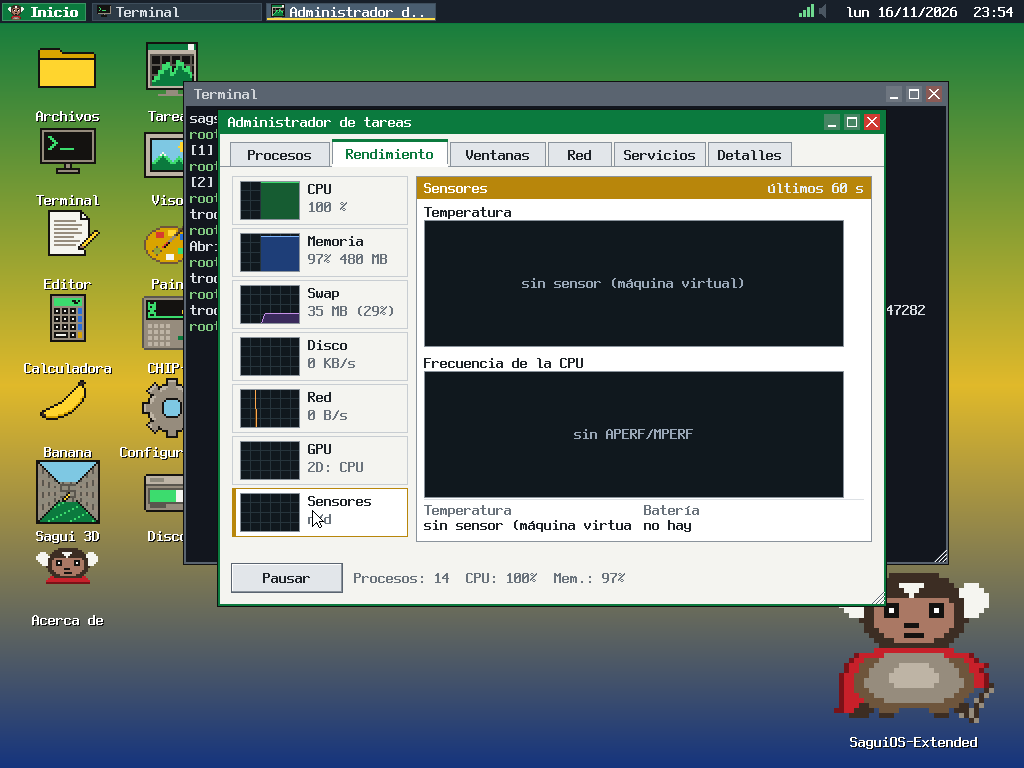 Inicio
Terminal
Administrador d..
lun 16/11/2026 23:54
Archivos
Terminal
Editor
Calculadora
Banana
Sagui 3D
Acerca de
Terminal
[1]
[2]
47282
Administrador de tareas
Procesos
Rendimiento
Ventanas
Red
Servicios
Detalles
CPU
100 %
Memoria
97% 480 MB
Swap
35 MB (29%)
Disco
0 KB/s
Red
0 B/s
GPU
2D: CPU
Sensores
Sensores
últimos 60 s
Temperatura
sin sensor (máquina virtual)
Frecuencia de la CPU
sin APERF/MPERF
Temperatura
sin sensor (máquina virtua
Batería
no hay
Pausar
Procesos: 14 CPU: 100% Mem.: 97%
SaguiOS-Extended